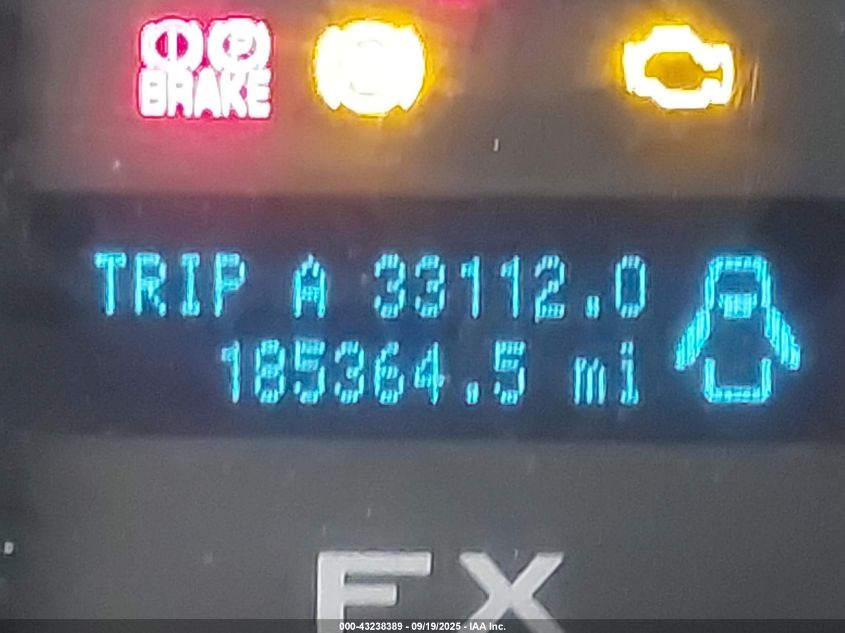 BRAKE
TRIP A 33112.0
185364.5 mi
FX
000-43238389 - 09/19/2025 - IAA Inc.